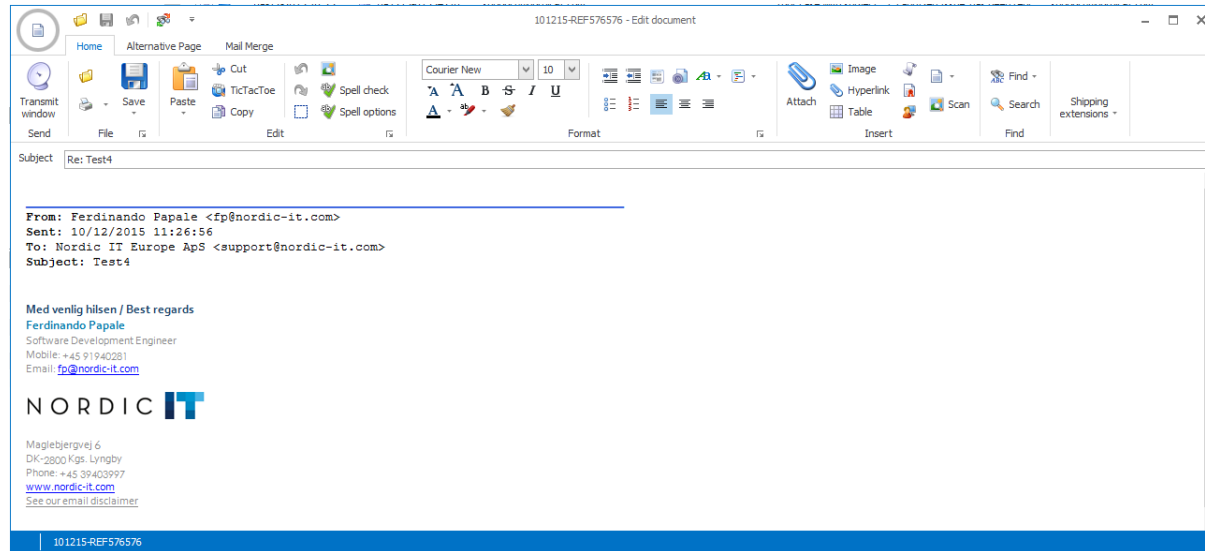 101215-REF576576 - Edit document
Home Alternative Page Mail Merge
Transmit window
Save
Paste
Cut
TicTacToe
Copy
Spell check
Spell options
Courier New 10
A A B S I U
Attach
Image
Hyperlink
Table
Scan
Find
Search
Shipping extensions
Send File Edit Format Insert Find
Subject Re: Test4
From: Ferdinando Papale <fp@nordic-it.com>
Sent: 10/12/2015 11:26:56
To: Nordic IT Europe ApS <support@nordic-it.com>
Subject: Test4
Med venlig hilsen / Best regards
Ferdinando Papale
Software Development Engineer
Mobile: +45 91940281
Email: fp@nordic-it.com
NORDIC IT
Maglebjergvej 6
DK-2800 Kgs. Lyngby
Phone: +45 39403997
www.nordic-it.com
See our email disclaimer
101215-REF576576